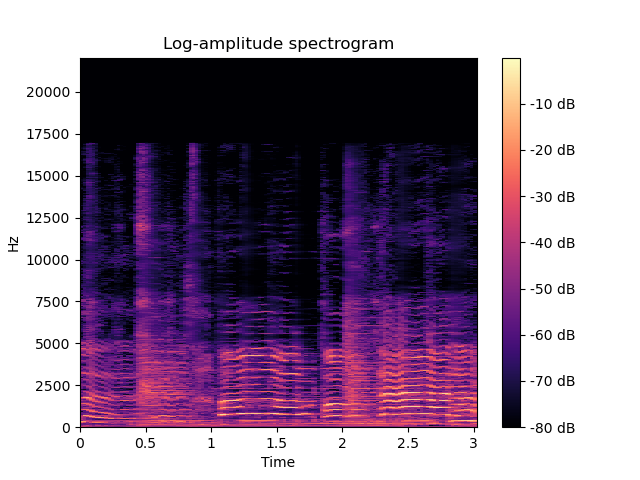 Log-amplitude spectrogram
20000
17500
15000
12500
10000
7500
5000
2500
0
Hz
0 0.5 1 1.5 2 2.5 3
Time
-10 dB
-20 dB
-30 dB
-40 dB
-50 dB
-60 dB
-70 dB
-80 dB